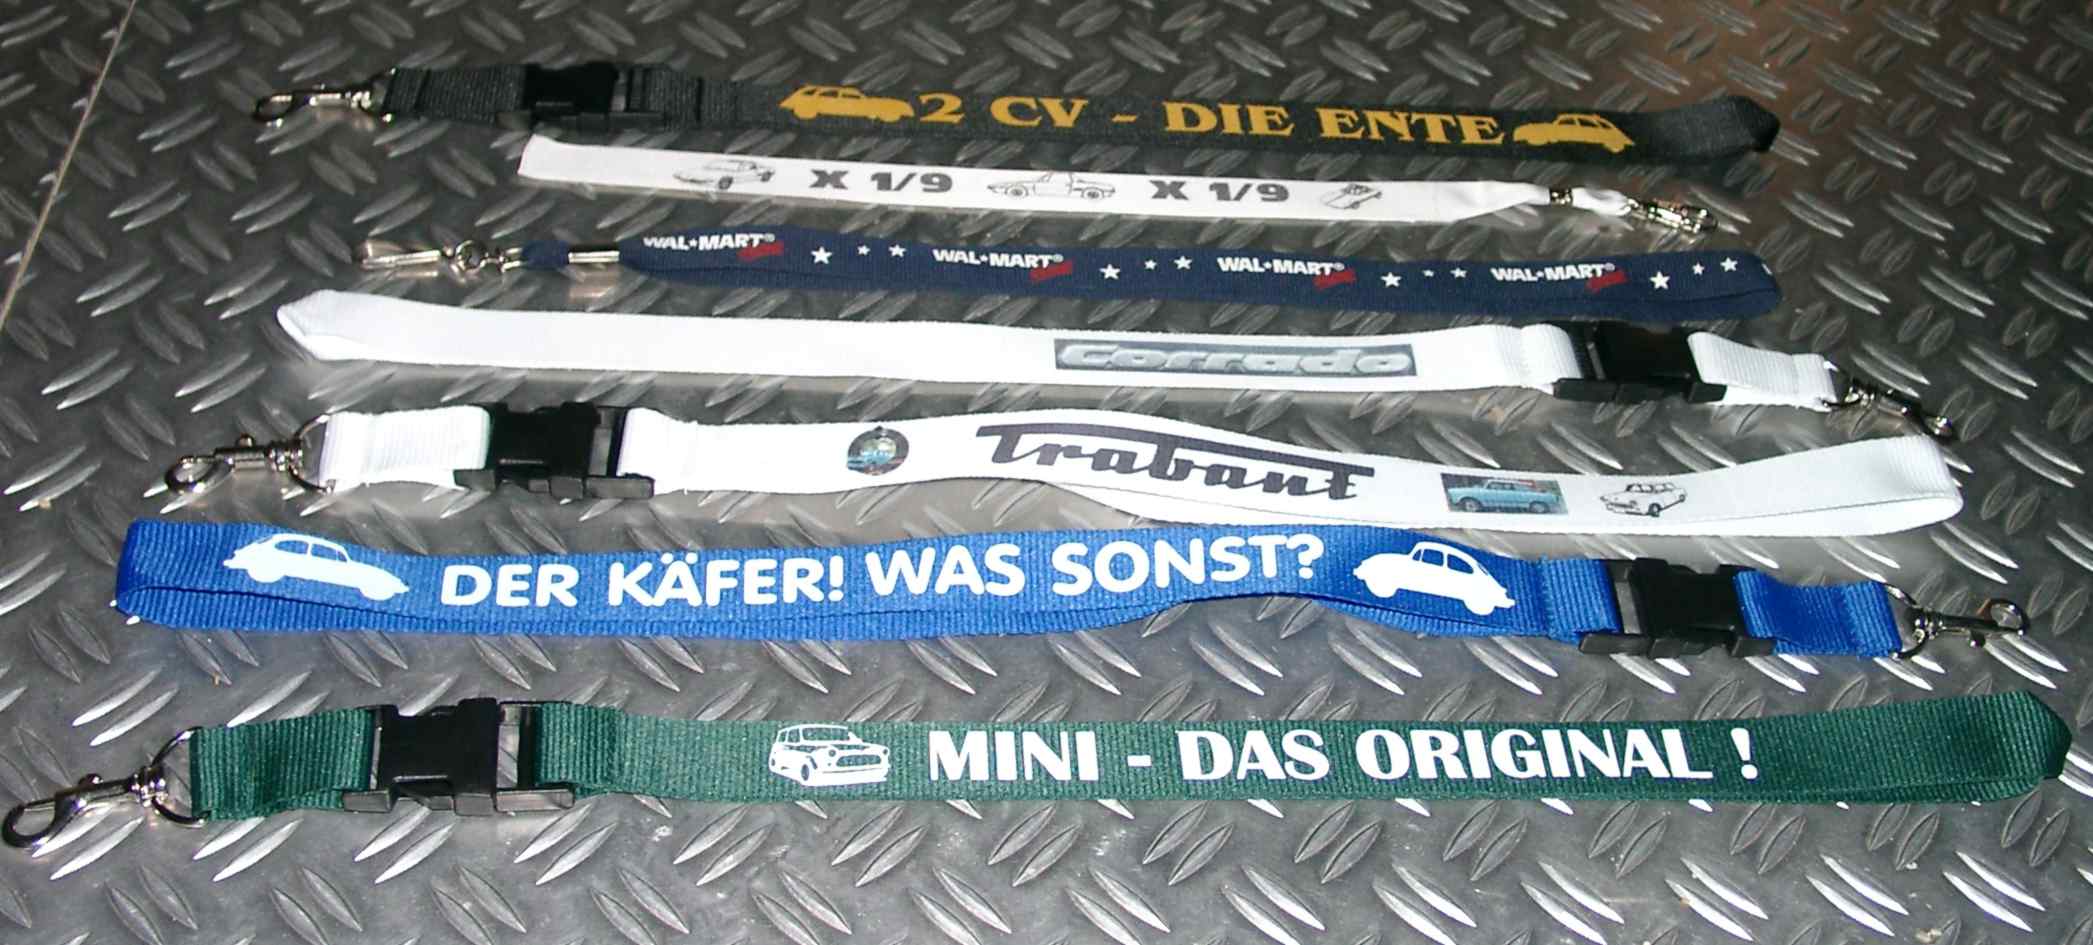 2 CV - DIE ENTE
X 1/9 X 1/9
WAL★MART® WAL★MART® WAL★MART® WAL★MART®
Corrado
Trabant
DER KÄFER! WAS SONST?
MINI - DAS ORIGINAL !